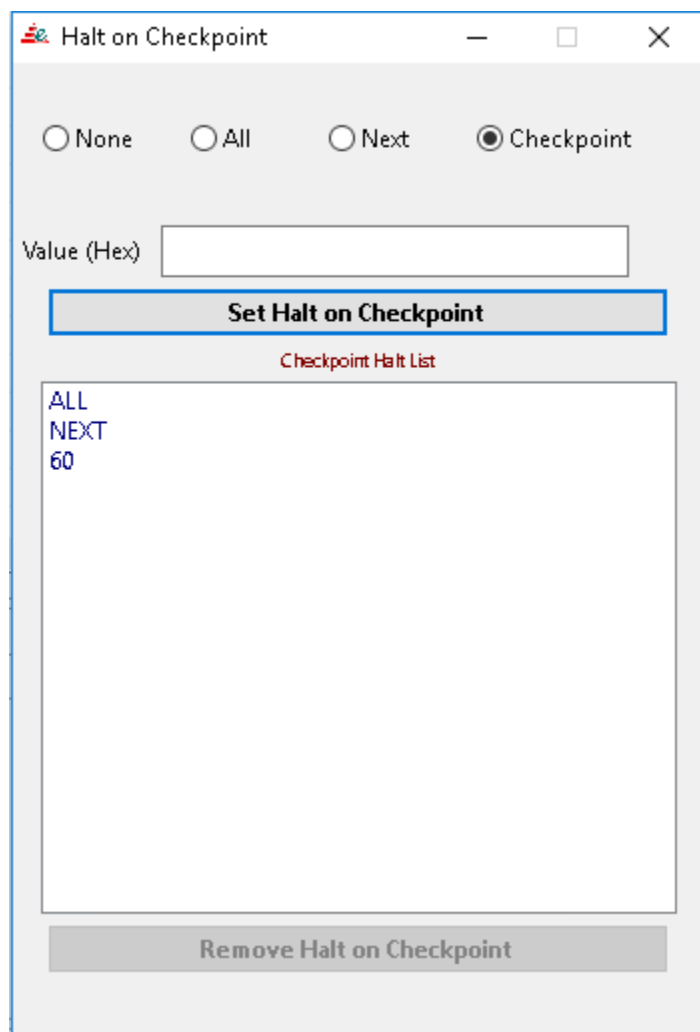 Halt on Checkpoint
None All Next Checkpoint
Value (Hex)
Set Halt on Checkpoint
Checkpoint Halt List
ALL
NEXT
60
Remove Halt on Checkpoint